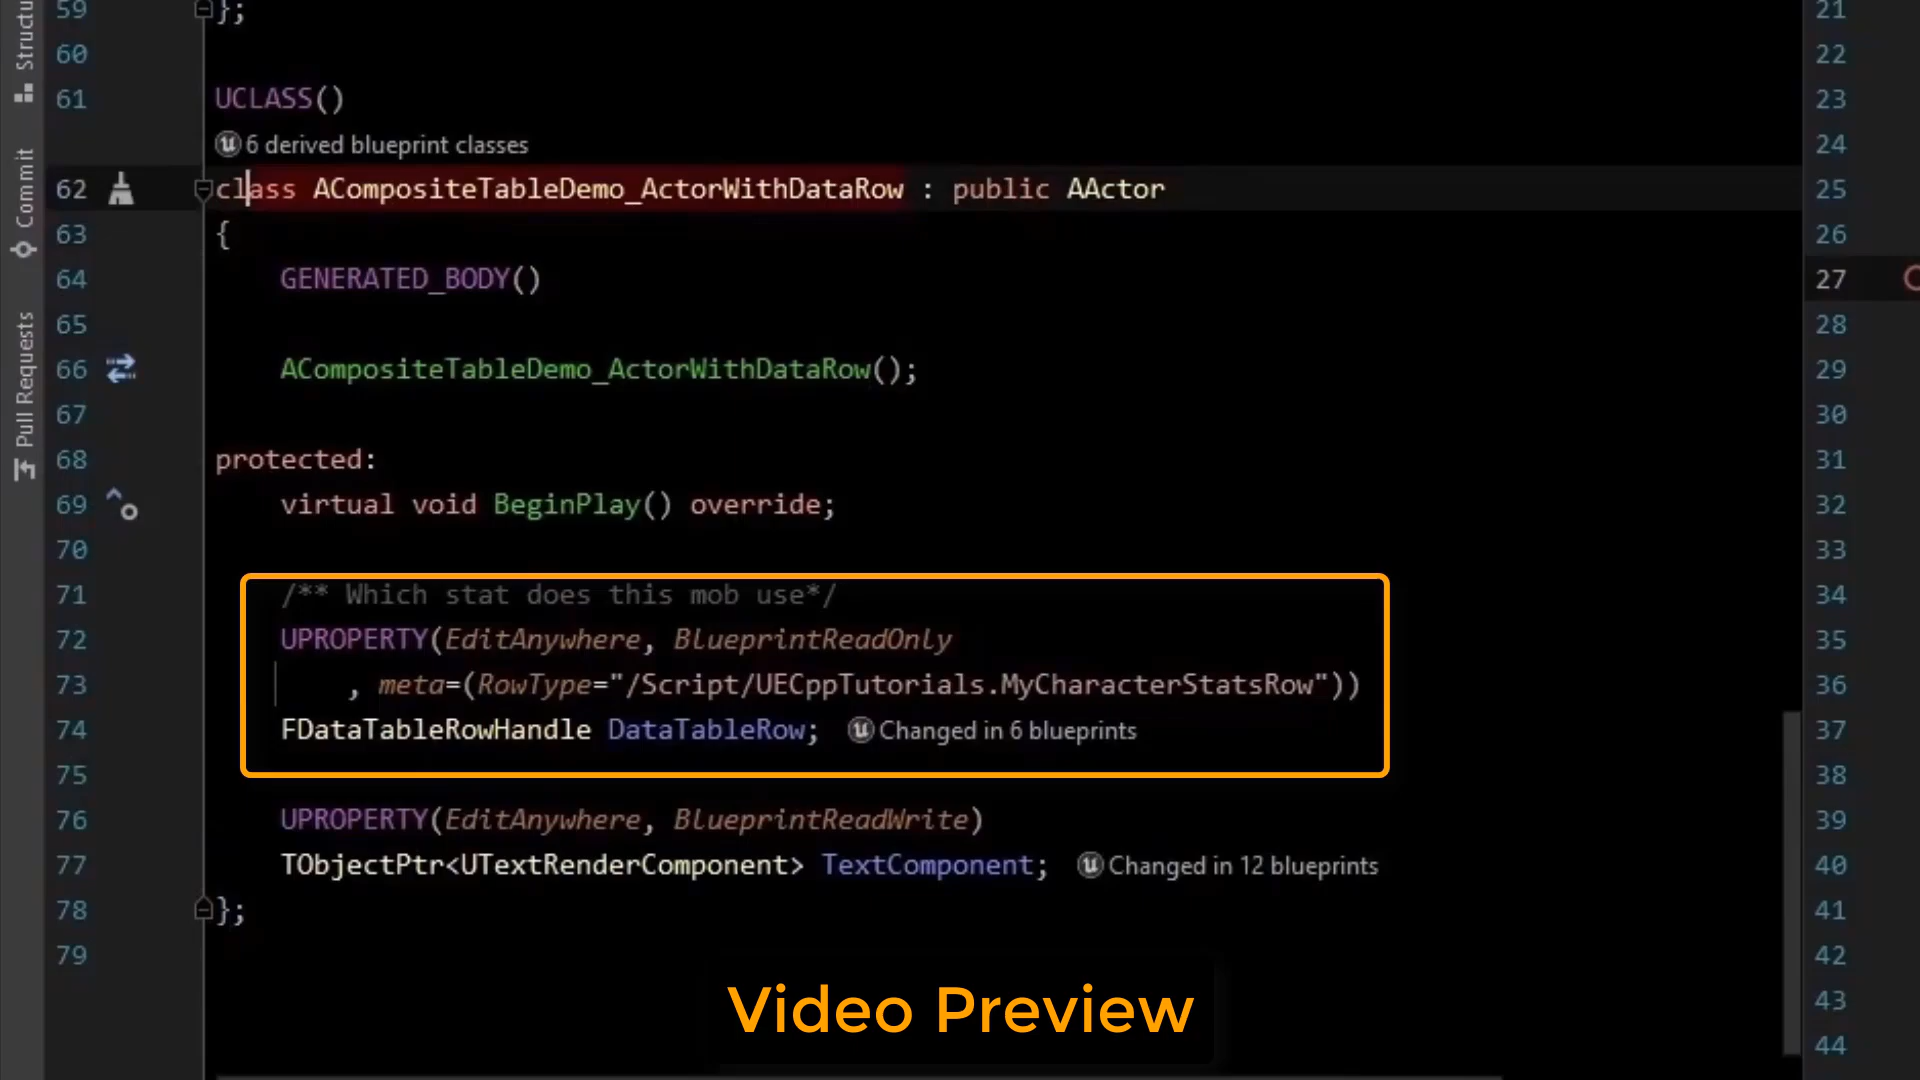 Structu
Commit
Pull Requests
59 };
60
61 UCLASS()
6 derived blueprint classes
62 class ACompositeTableDemo_ActorWithDataRow : public AActor
63 {
64 GENERATED_BODY()
65
66 ACompositeTableDemo_ActorWithDataRow();
67
68 protected:
69 virtual void BeginPlay() override;
70
71 /** Which stat does this mob use*/
72 UPROPERTY(EditAnywhere, BlueprintReadOnly
73 , meta=(RowType="/Script/UECppTutorials.MyCharacterStatsRow"))
74 FDataTableRowHandle DataTableRow; Changed in 6 blueprints
75
76 UPROPERTY(EditAnywhere, BlueprintReadWrite)
77 TObjectPtr<UTextRenderComponent> TextComponent; Changed in 12 blueprints
78 };
79
Video Preview
21
22
23
24
25
26
27
28
29
30
31
32
33
34
35
36
37
38
39
40
41
42
43
44